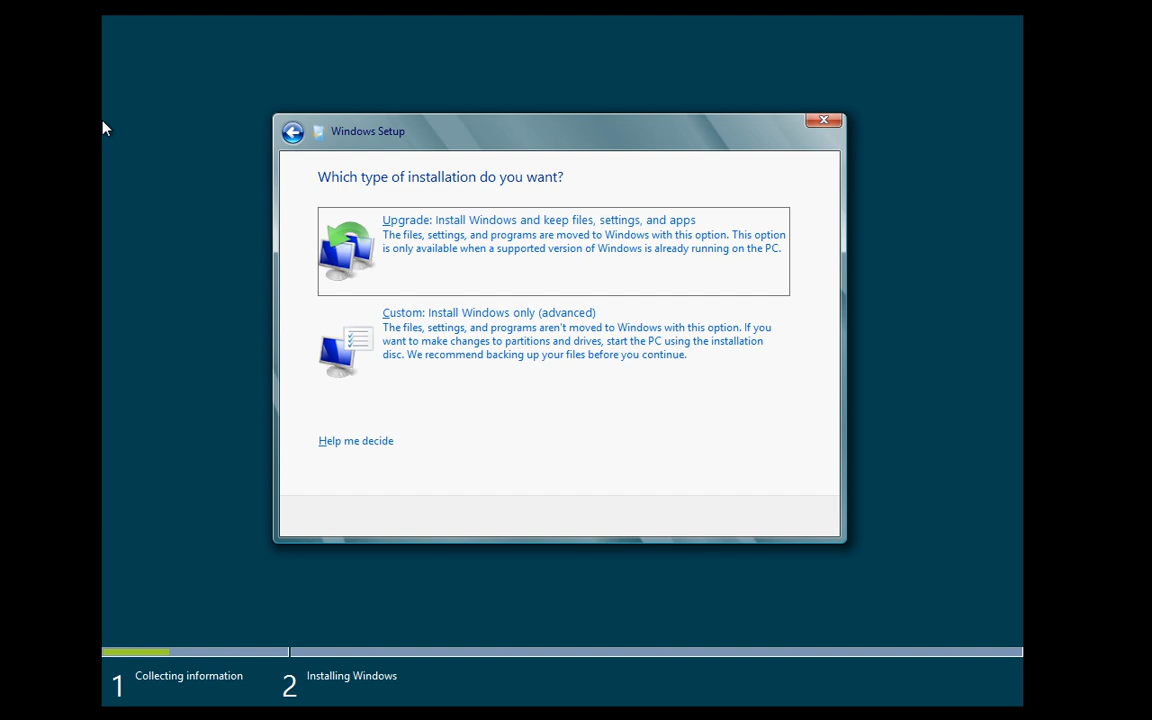 Windows Setup
Which type of installation do you want?
Upgrade: Install Windows and keep files, settings, and apps
The files, settings, and programs are moved to Windows with this option. This option
is only available when a supported version of Windows is already running on the PC.
Custom: Install Windows only (advanced)
The files, settings, and programs aren't moved to Windows with this option. If you
want to make changes to partitions and drives, start the PC using the installation
disc. We recommend backing up your files before you continue.
Help me decide
1 Collecting information
2 Installing Windows